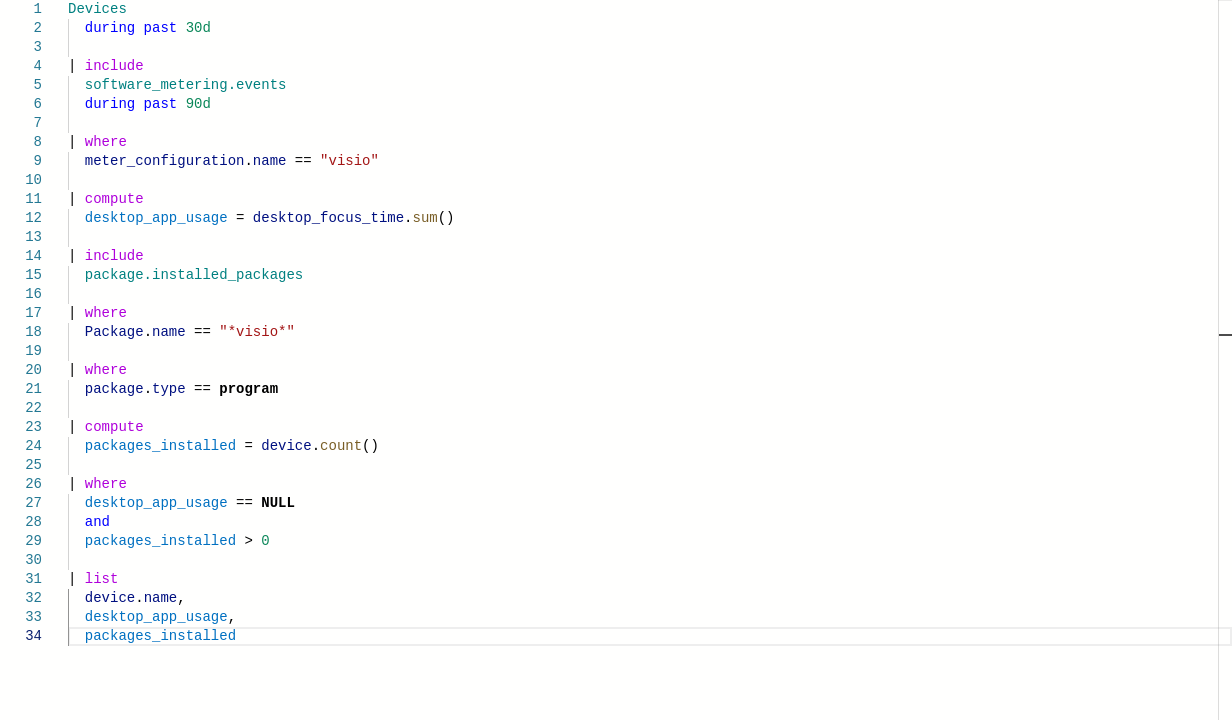 1 Devices
2 during past 30d
3
4 | include
5 software_metering.events
6 during past 90d
7
8 | where
9 meter_configuration.name == "visio"
10
11 | compute
12 desktop_app_usage = desktop_focus_time.sum()
13
14 | include
15 package.installed_packages
16
17 | where
18 Package.name == "*visio*"
19
20 | where
21 package.type == program
22
23 | compute
24 packages_installed = device.count()
25
26 | where
27 desktop_app_usage == NULL
28 and
29 packages_installed > 0
30
31 | list
32 device.name,
33 desktop_app_usage,
34 packages_installed